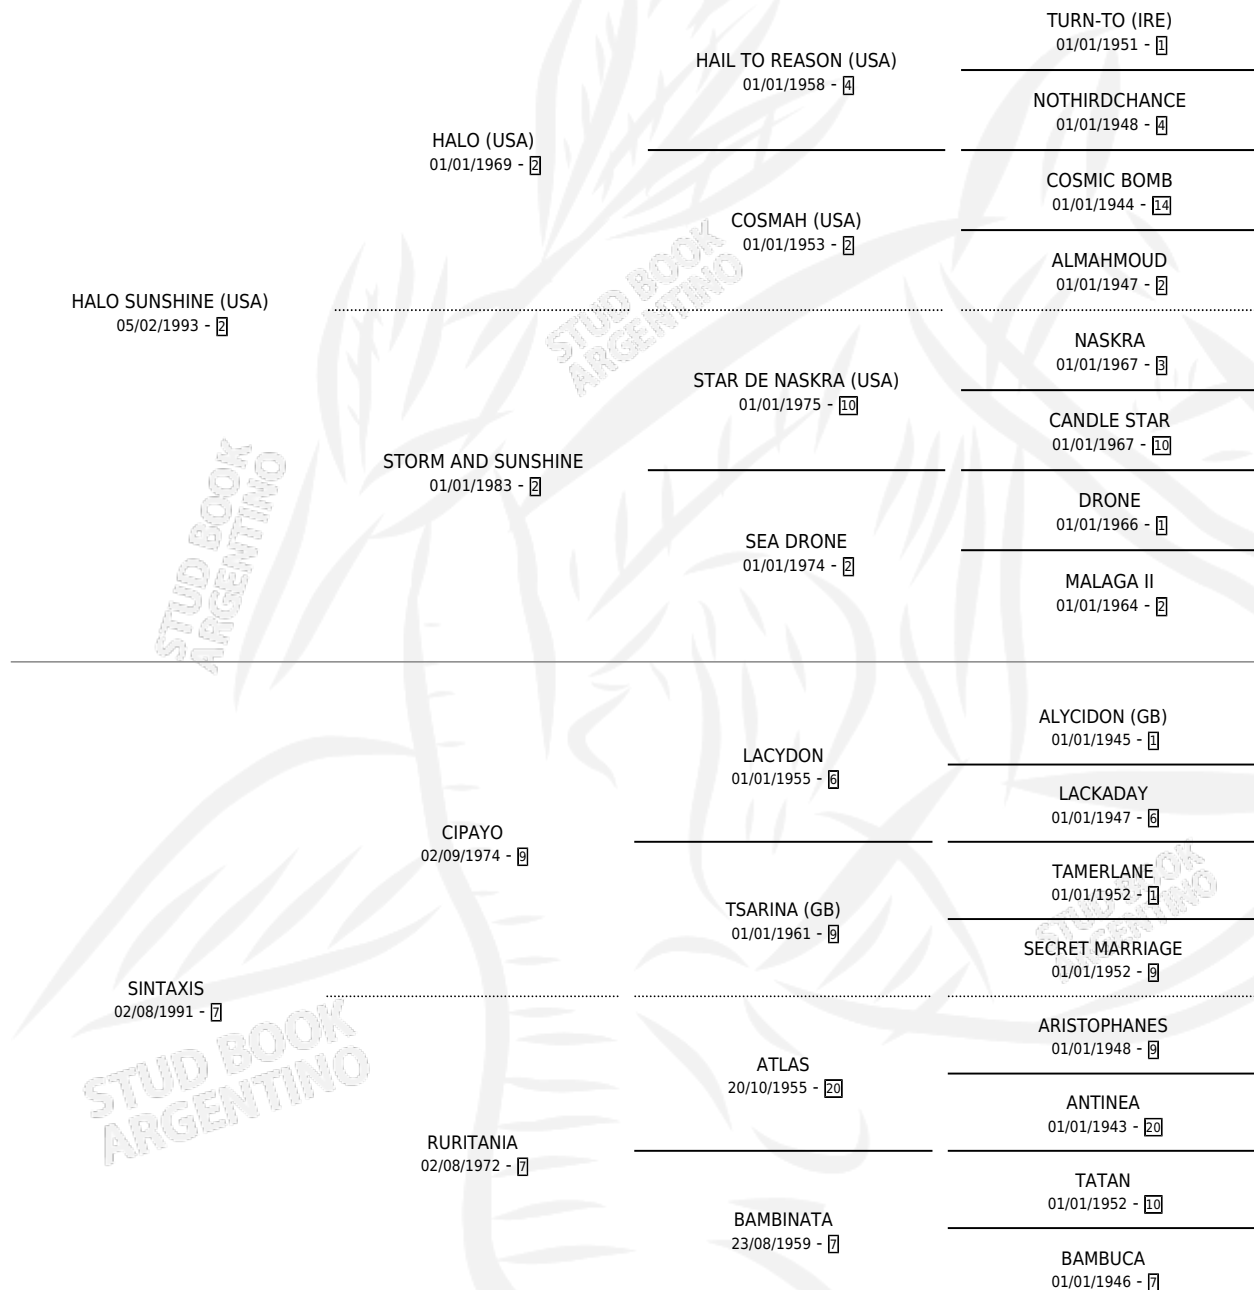 TURN-TO (IRE)
01/01/1951 - 1
HAIL TO REASON (USA)
01/01/1958 - 4
NOTHIRDCHANCE
01/01/1948 - 4
HALO (USA)
01/01/1969 - 2
COSMIC BOMB
01/01/1944 - 14
COSMAH (USA)
01/01/1953 - 2
ALMAHMOUD
01/01/1947 - 2
HALO SUNSHINE (USA)
05/02/1993 - 2
STUD BOOK
ARGENTINO
NASKRA
01/01/1967 - 3
STAR DE NASKRA (USA)
01/01/1975 - 10
CANDLE STAR
01/01/1967 - 10
STORM AND SUNSHINE
01/01/1983 - 2
DRONE
01/01/1966 - 1
SEA DRONE
01/01/1974 - 2
MALAGA II
01/01/1964 - 2
STUD BOOK
ARGENTINO
ALYCIDON (GB)
01/01/1945 - 1
LACYDON
01/01/1955 - 6
LACKADAY
01/01/1947 - 6
CIPAYO
02/09/1974 - 9
TAMERLANE
01/01/1952 - 1
TSARINA (GB)
01/01/1961 - 9
SECRET MARRIAGE
01/01/1952 - 9
STUD BOOK
ARGENTINO
SINTAXIS
02/08/1991 - 7
ARISTOPHANES
01/01/1948 - 9
ATLAS
20/10/1955 - 20
ANTINEA
01/01/1943 - 20
STUD BOOK
ARGENTINO
RURITANIA
02/08/1972 - 7
TATAN
01/01/1952 - 10
BAMBINATA
23/08/1959 - 7
BAMBUCA
01/01/1946 - 7